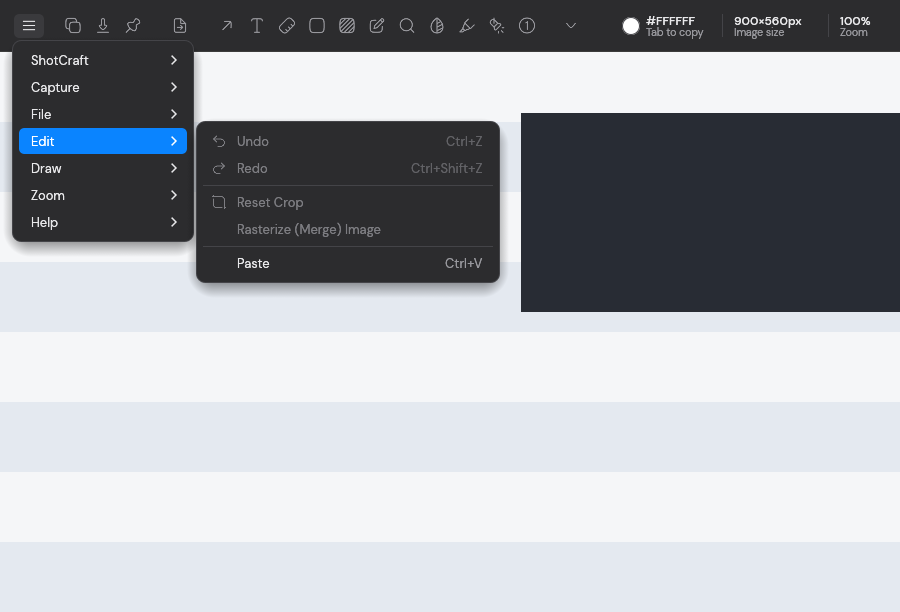 #FFFFFF
Tab to copy
900×560px
Image size
100%
Zoom
1
ShotCraft
Capture
File
Edit
Draw
Zoom
Help
Undo Ctrl+Z
Redo Ctrl+Shift+Z
Reset Crop
Rasterize (Merge) Image
Paste Ctrl+V